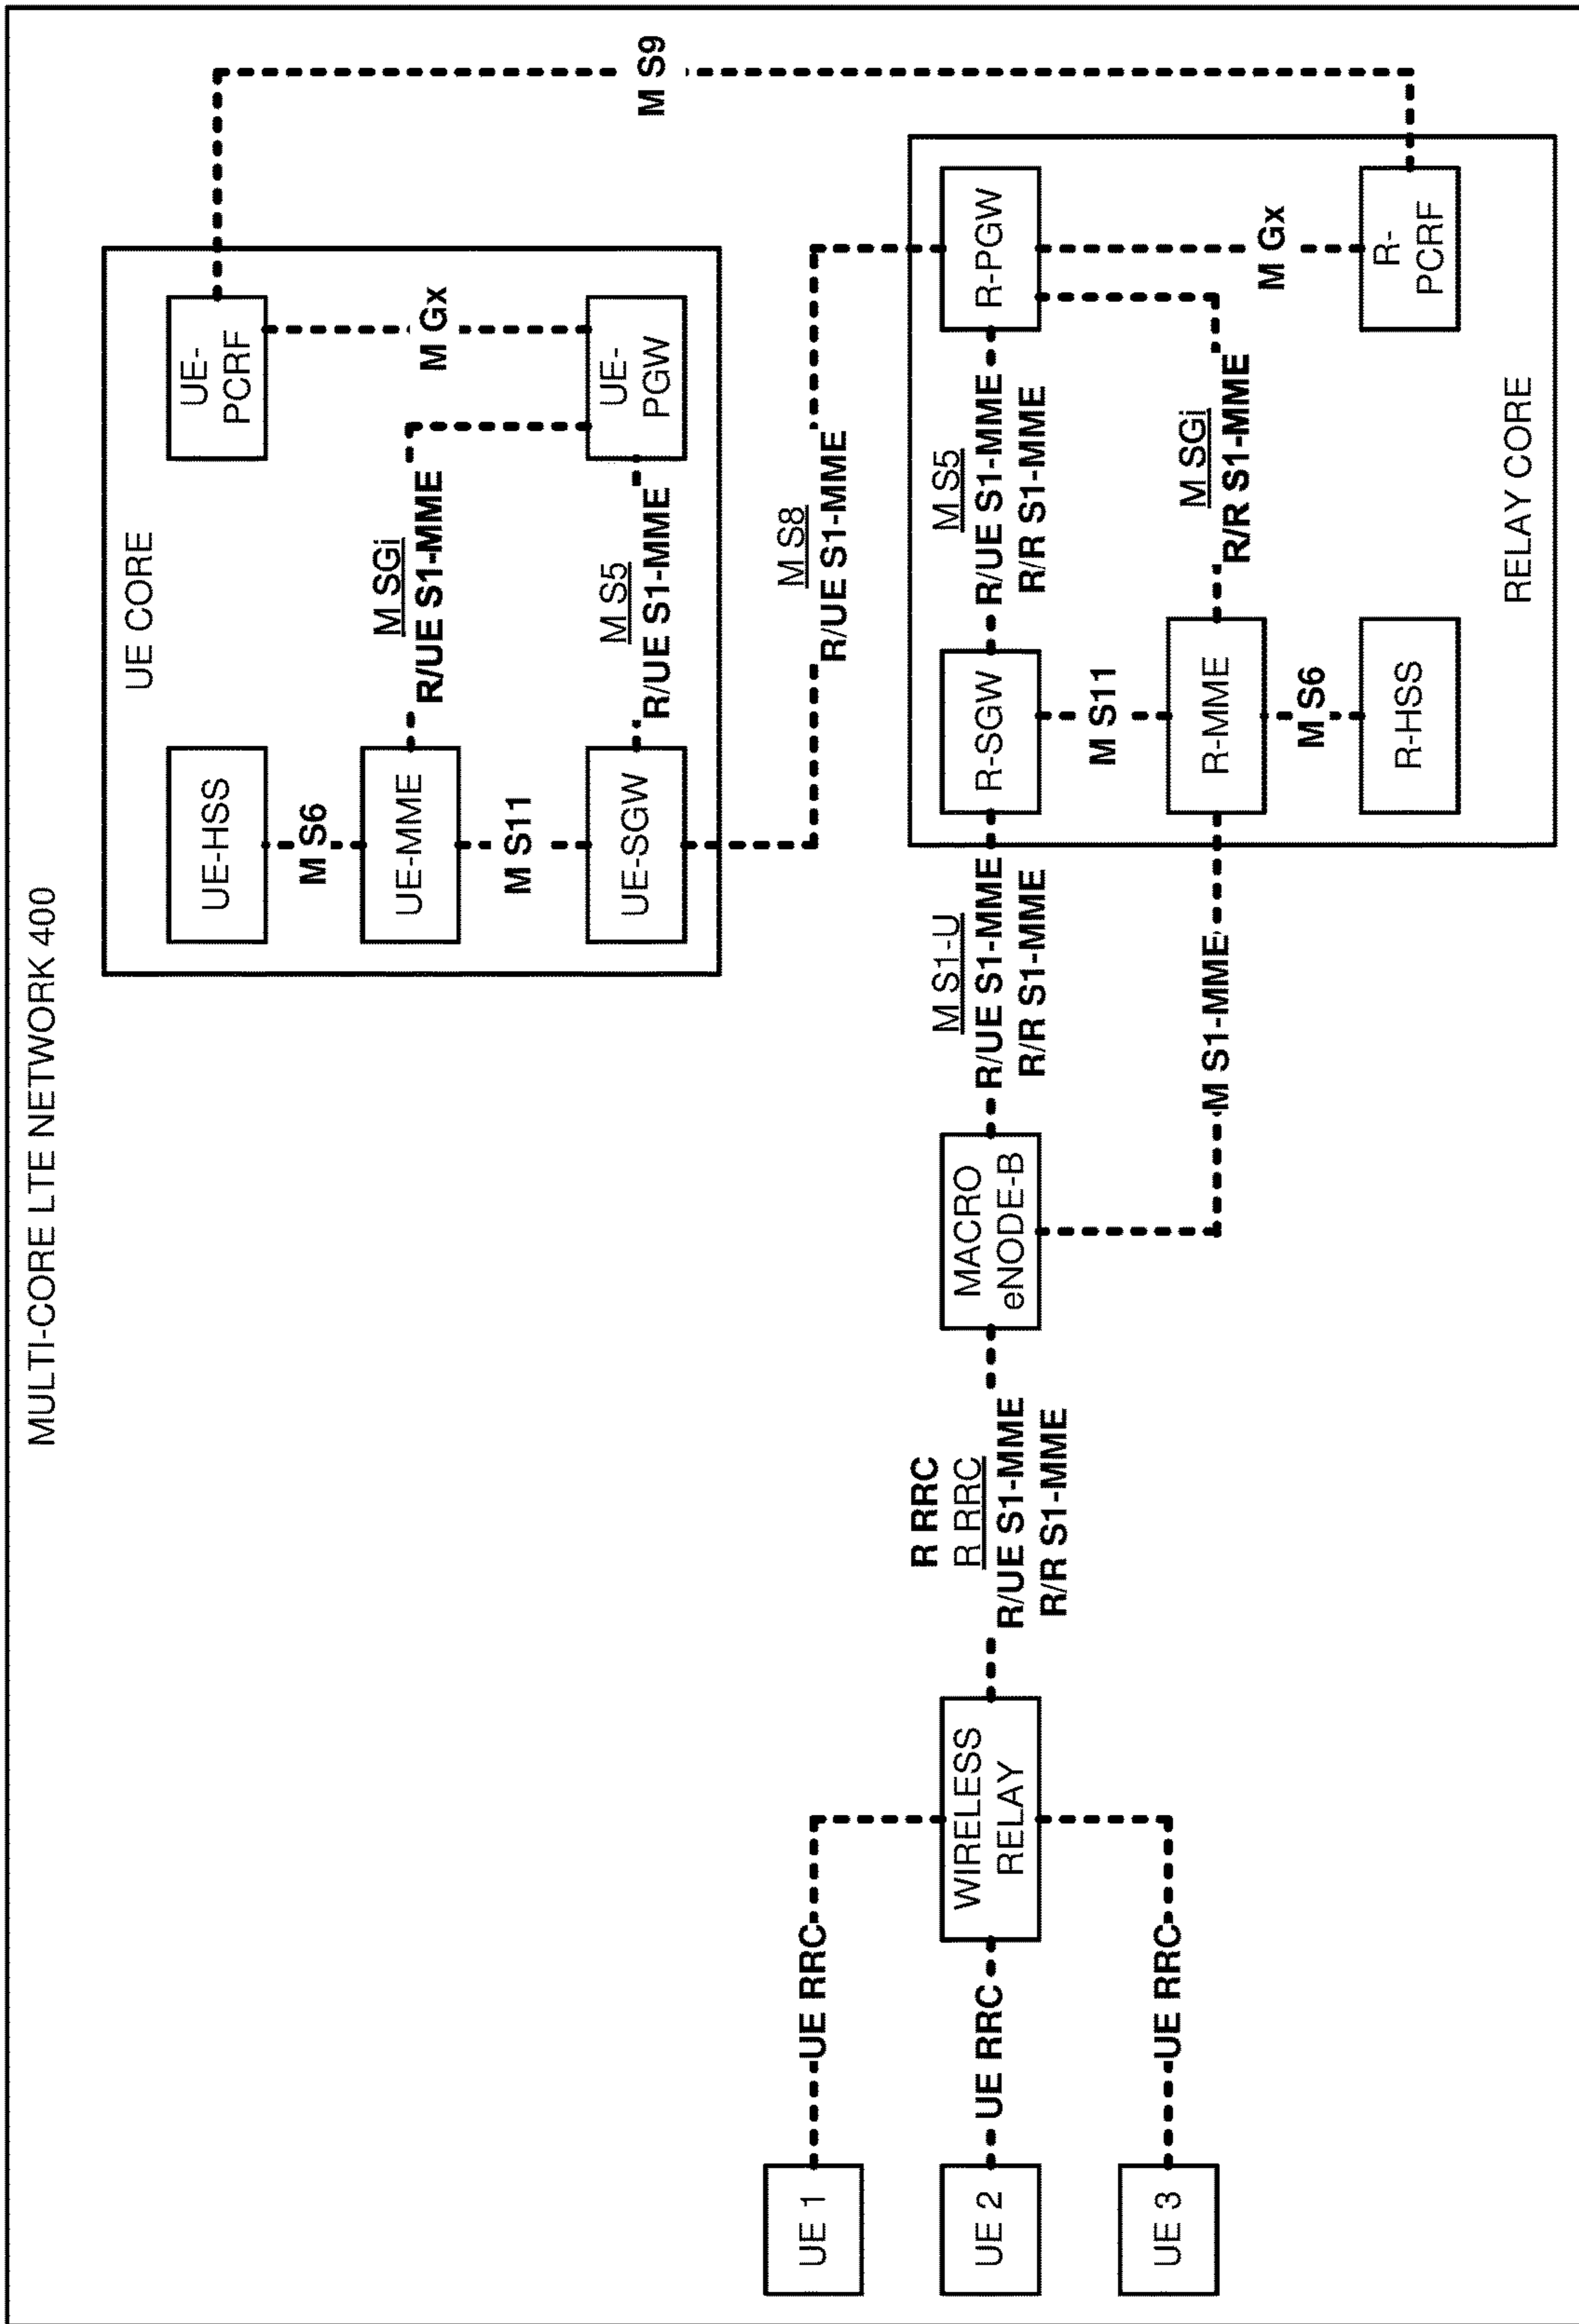 MULTI-CORE LTE NETWORK 400
UE CORE
UE-HSS
M S6
UE-MME
M S11
UE-SGW
M SGi
R/UE S1-MME
M S5
R/UE S1-MME
UE-
PCRF
M Gx
UE-
PGW
M S9
M S8
R/UE S1-MME
UE 1
UE RRC
UE 2
UE RRC
UE 3
UE RRC
WIRELESS
RELAY
R RRC
R RRC
R/UE S1-MME
R/R S1-MME
MACRO
eNODE-B
M S1-U
R/UE S1-MME
R/R S1-MME
M S1-MME
R-SGW
M S11
R-MME
M S6
R-HSS
M S5
R/UE S1-MME
R/R S1-MME
M SGi
R/R S1-MME
R-PGW
M Gx
R-
PCRF
RELAY CORE